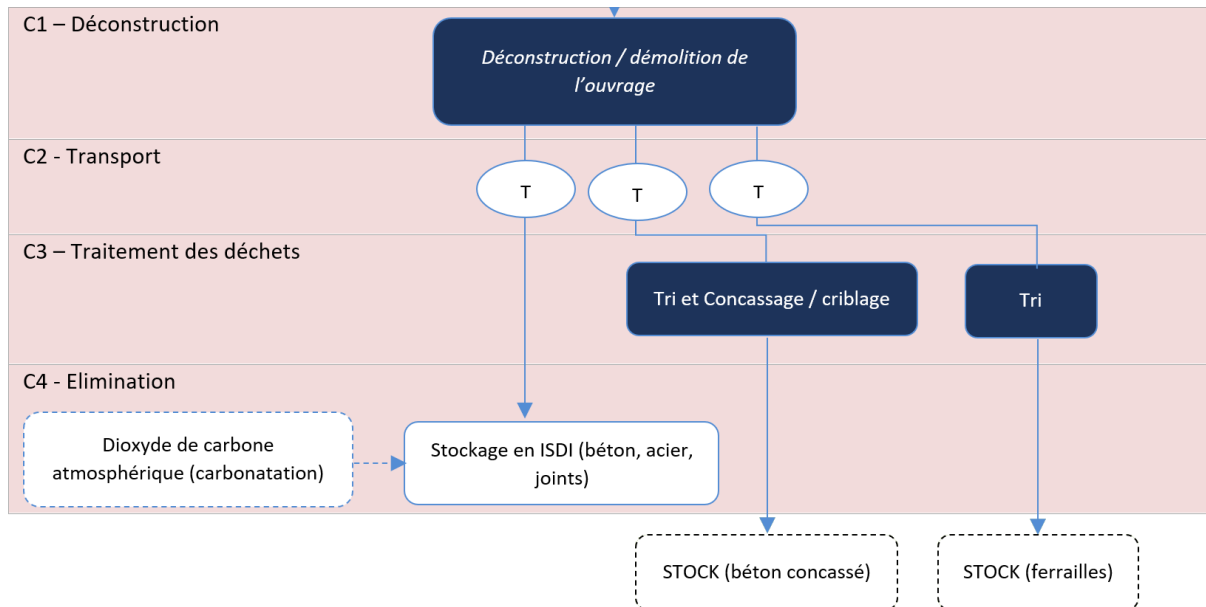 C1 – Déconstruction
Déconstruction / démolition de
l’ouvrage
C2 - Transport
T
T
T
C3 – Traitement des déchets
Tri et Concassage / criblage
Tri
C4 - Elimination
Dioxyde de carbone
atmosphérique (carbonatation)
Stockage en ISDI (béton, acier,
joints)
STOCK (béton concassé)
STOCK (ferrailles)